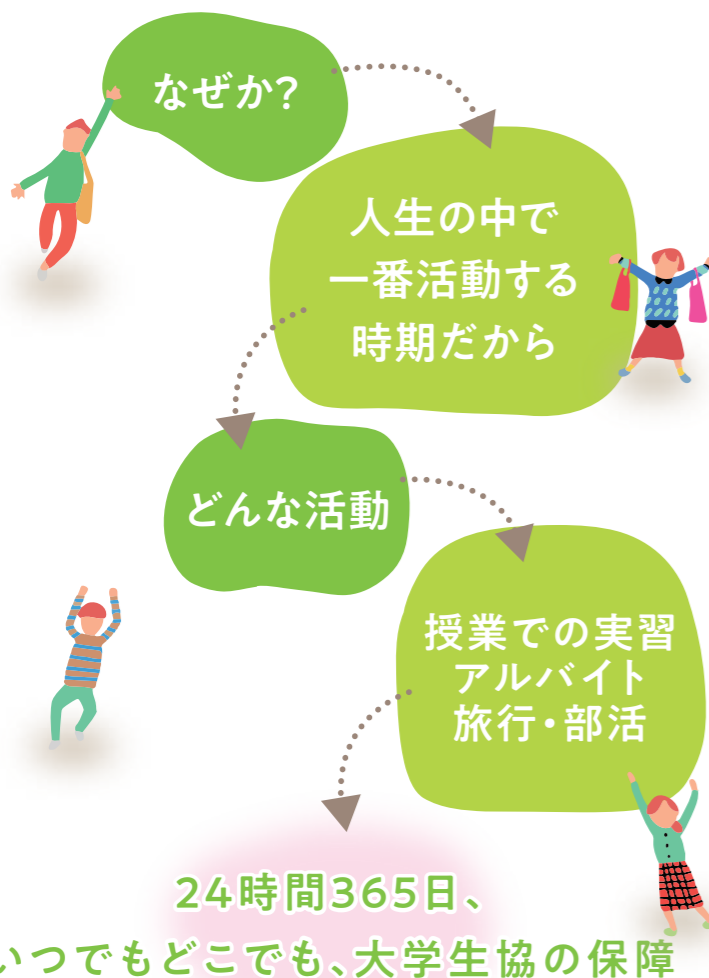 なぜか?
人生の中で
一番活動する
時期だから
どんな活動
授業での実習
アルバイト
旅行・部活
24時間365日、
いつでもどこでも、大学生協の保障